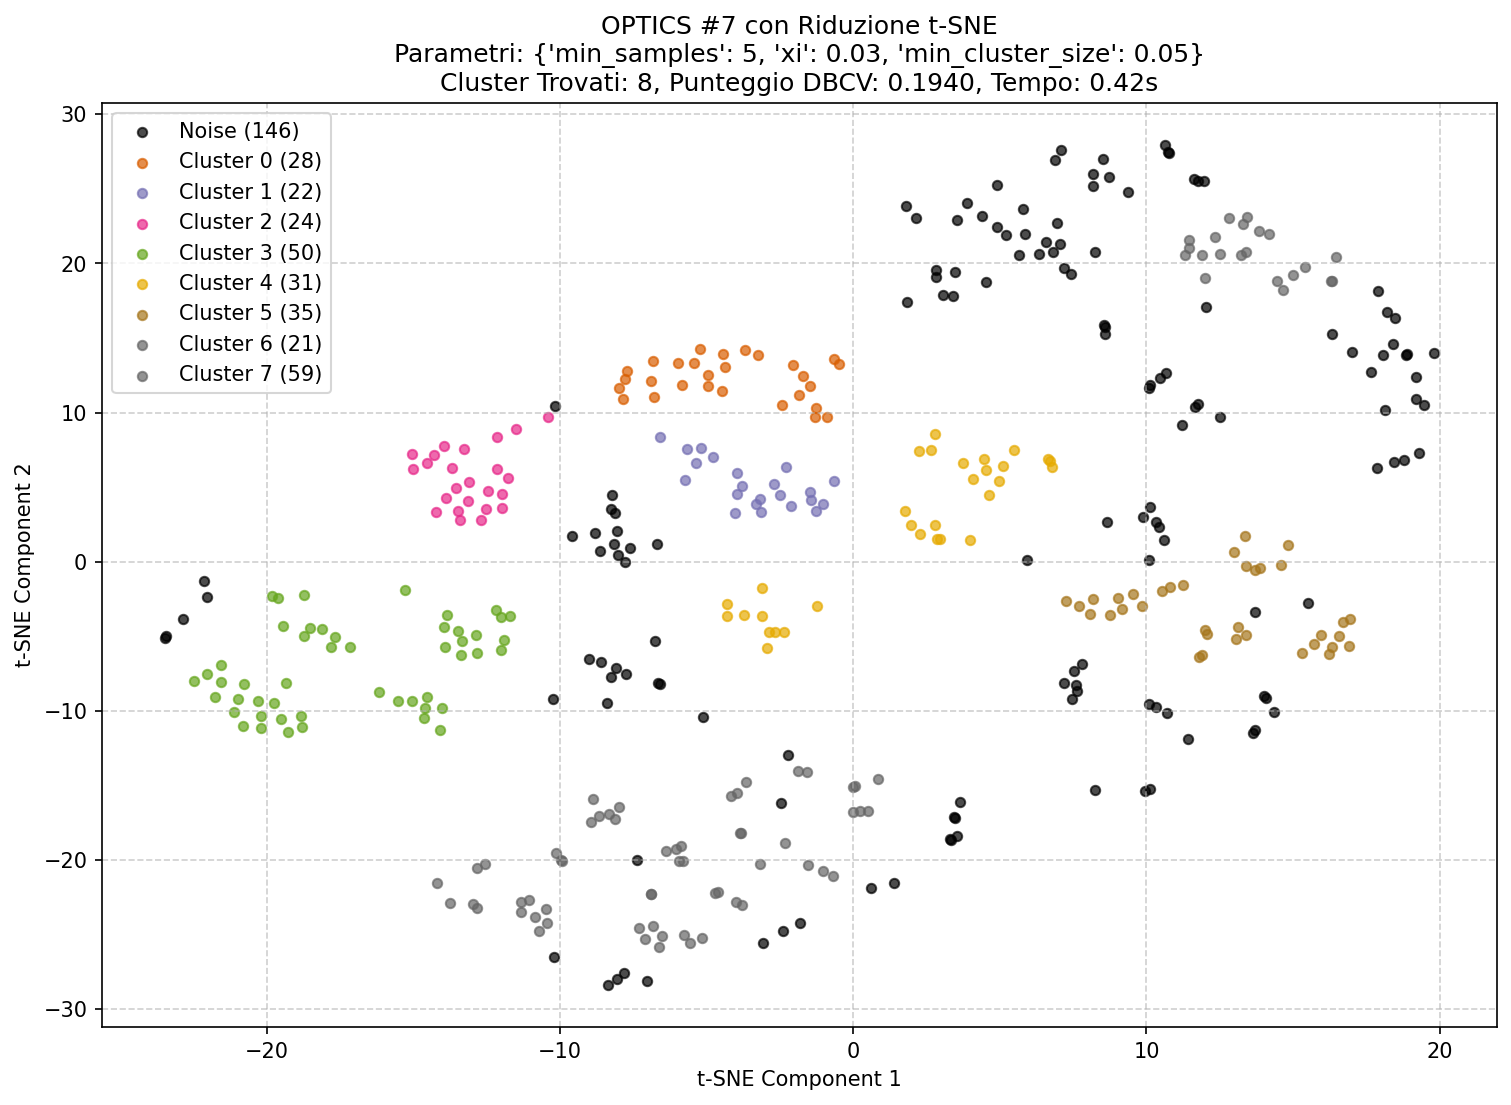 OPTICS #7 con Riduzione t-SNE
Parametri: {'min_samples': 5, 'xi': 0.03, 'min_cluster_size': 0.05}
Cluster Trovati: 8, Punteggio DBCV: 0.1940, Tempo: 0.42s
Noise (146)
Cluster 0 (28)
Cluster 1 (22)
Cluster 2 (24)
Cluster 3 (50)
Cluster 4 (31)
Cluster 5 (35)
Cluster 6 (21)
Cluster 7 (59)
t-SNE Component 2
30
20
10
0
−10
−20
−30
−20
−10
0
10
20
t-SNE Component 1